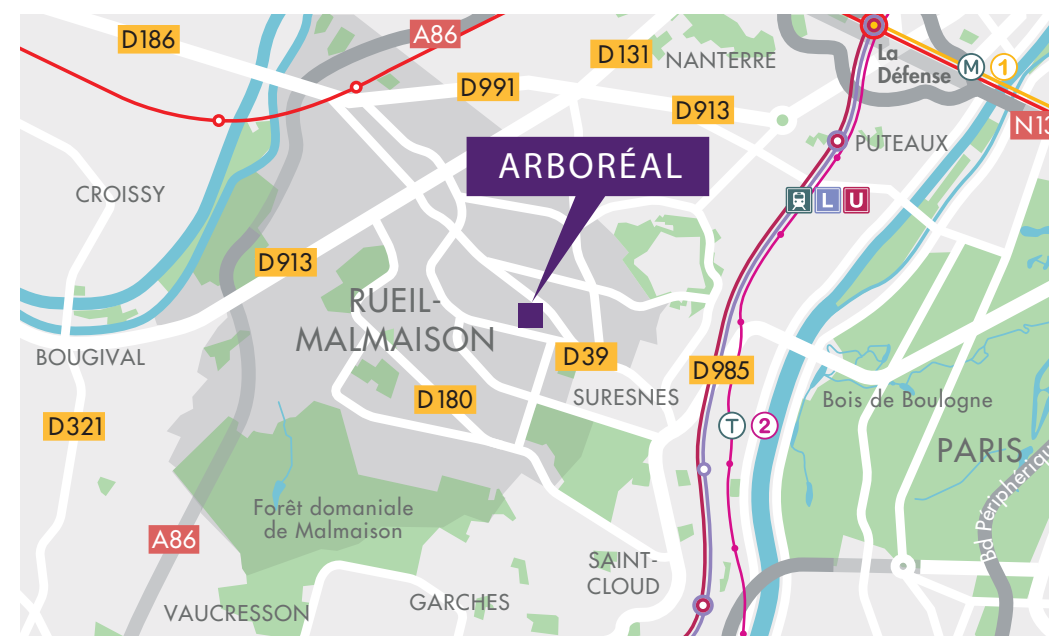 D186
A86
D131
NANTERRE
La
Défense
M
1
D991
D913
N13
PUTEAUX
ARBORÉAL
CROISSY
L
U
D913
RUEIL-
MALMAISON
BOUGIVAL
D39
D985
D180
SURESNES
Bois de Boulogne
D321
T
2
PARIS
Bd Périphérique
Forêt domaniale
de Malmaison
A86
SAINT-
CLOUD
VAUCRESSON
GARCHES